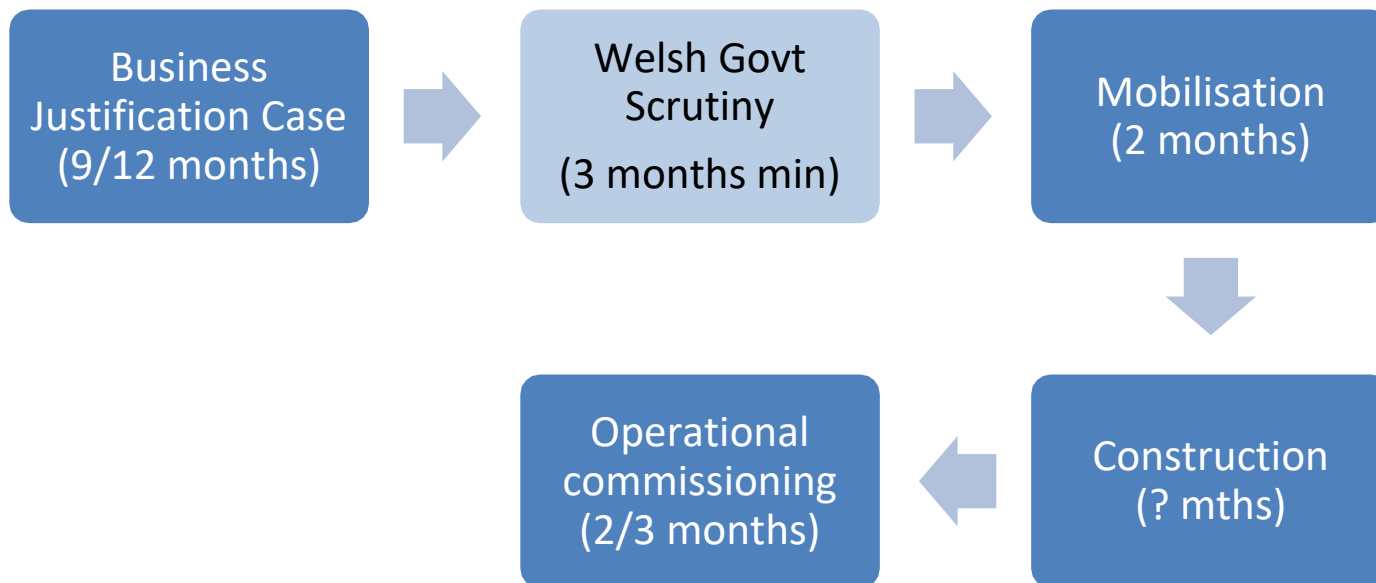 Business
Justification Case
(9/12 months)
Welsh Govt
Scrutiny
(3 months min)
Mobilisation
(2 months)
Construction
(? mths)
Operational
commissioning
(2/3 months)